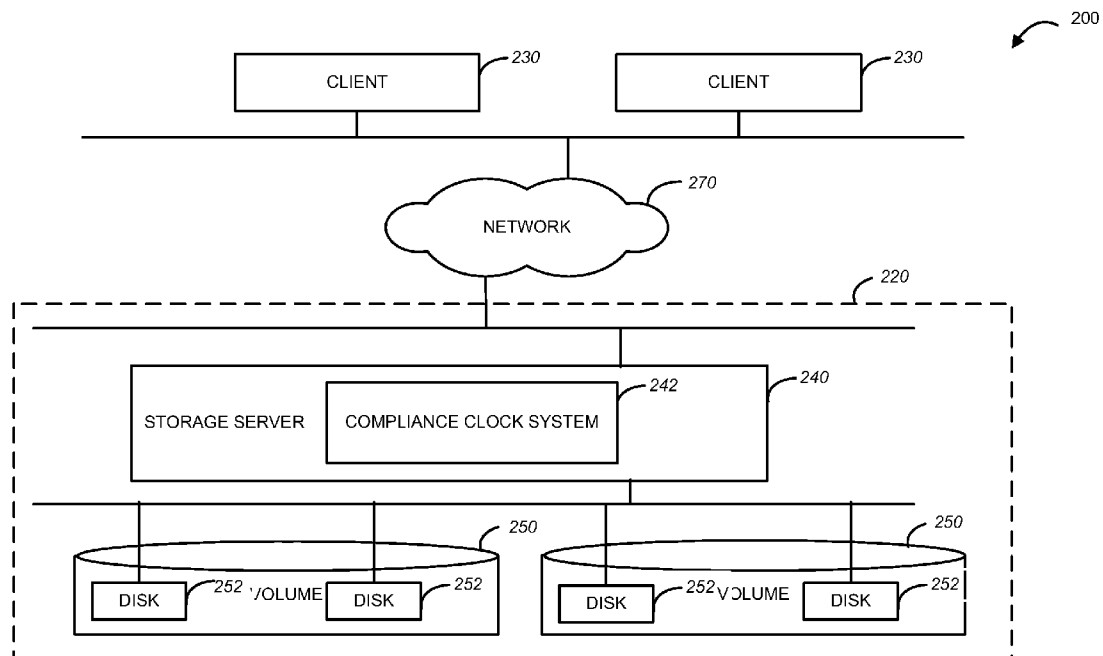 200
CLIENT
230
CLIENT
230
NETWORK
270
220
STORAGE SERVER
COMPLIANCE CLOCK SYSTEM
242
240
250
250
DISK
252
VOLUME
DISK
252
DISK
252
VOLUME
DISK
252